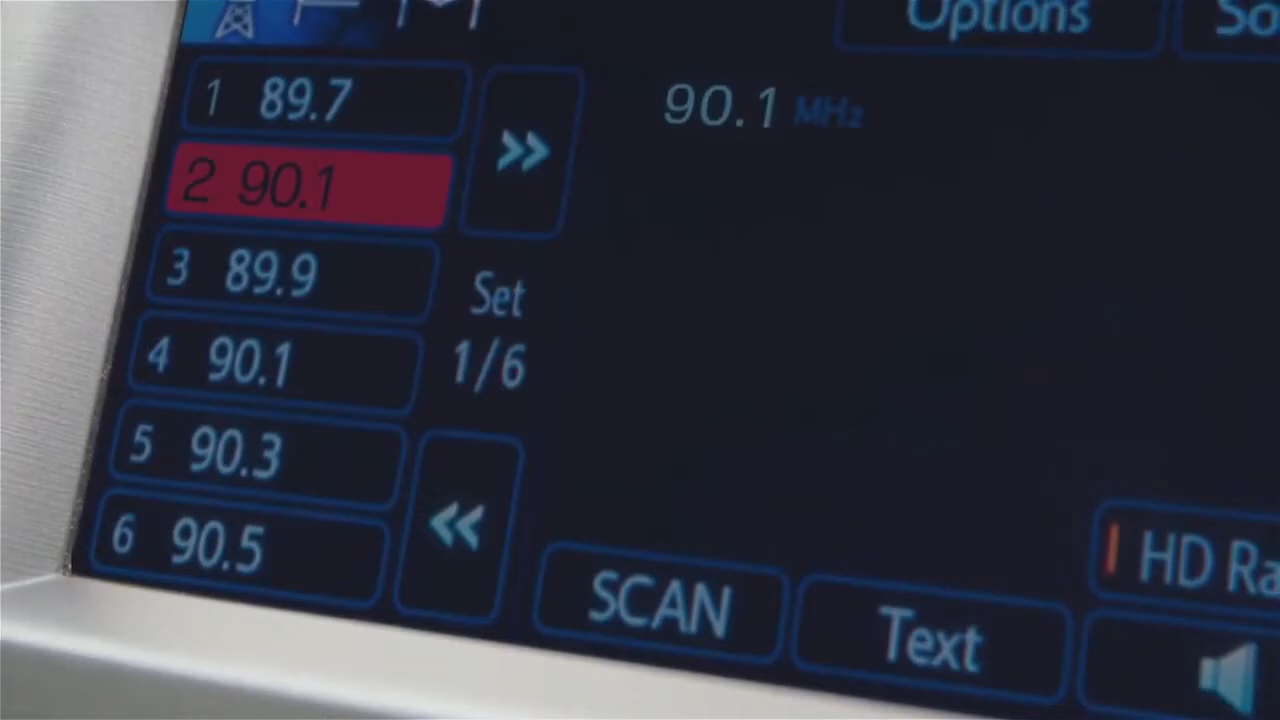 Options
1 89.7
90.1 MHz
2 90.1
3 89.9
Set
1/6
4 90.1
5 90.3
6 90.5
SCAN
Text
HD